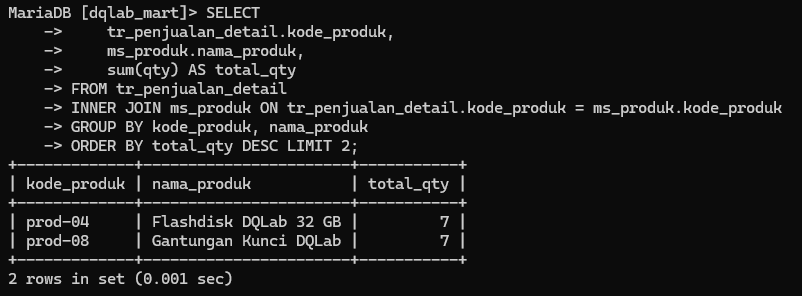 MariaDB [dqlab_mart]> SELECT
    ->     tr_penjualan_detail.kode_produk,
    ->     ms_produk.nama_produk,
    ->     sum(qty) AS total_qty
    -> FROM tr_penjualan_detail
    -> INNER JOIN ms_produk ON tr_penjualan_detail.kode_produk = ms_produk.kode_produk
    -> GROUP BY kode_produk, nama_produk
    -> ORDER BY total_qty DESC LIMIT 2;
+-------------+-----------------------+-----------+
| kode_produk | nama_produk           | total_qty |
+-------------+-----------------------+-----------+
| prod-04     | Flashdisk DQLab 32 GB |         7 |
| prod-08     | Gantungan Kunci DQLab |         7 |
+-------------+-----------------------+-----------+
2 rows in set (0.001 sec)